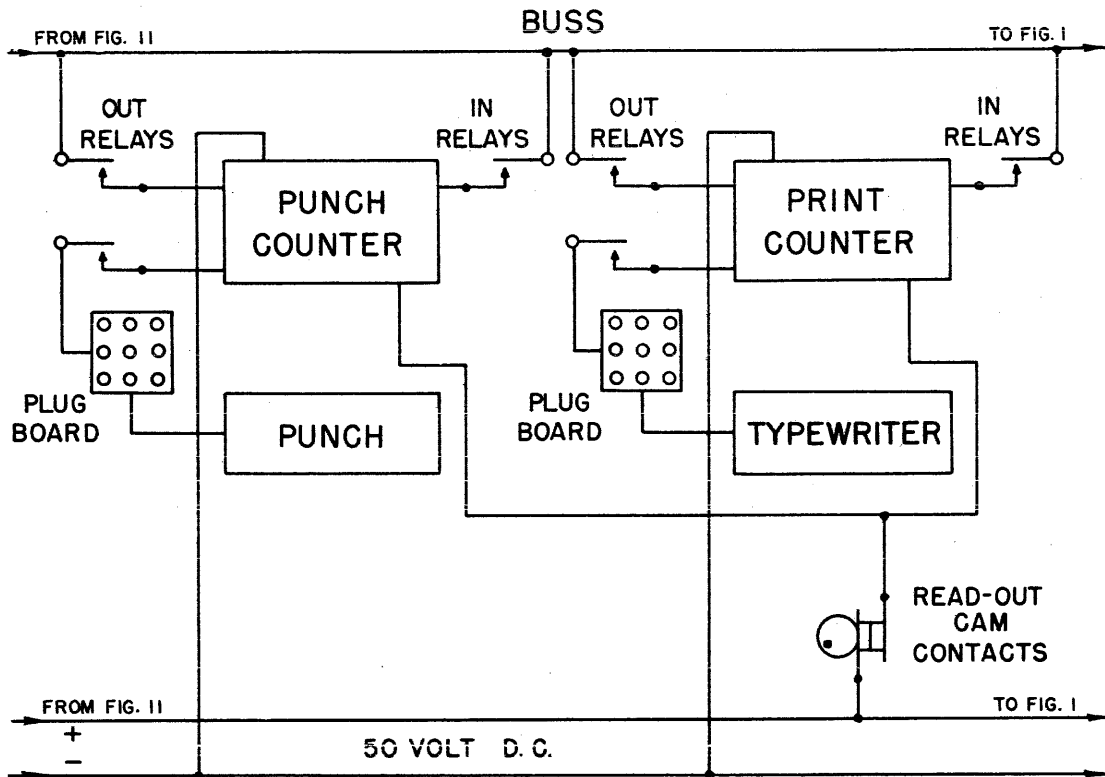 BUSS
FROM FIG. 11
TO FIG. 1
OUT
RELAYS
IN
RELAYS
OUT
RELAYS
IN
RELAYS
PUNCH
COUNTER
PRINT
COUNTER
PLUG
BOARD
PUNCH
PLUG
BOARD
TYPEWRITER
READ-OUT
CAM
CONTACTS
FROM FIG. 11
TO FIG. 1
+
−
50 VOLT D. C.